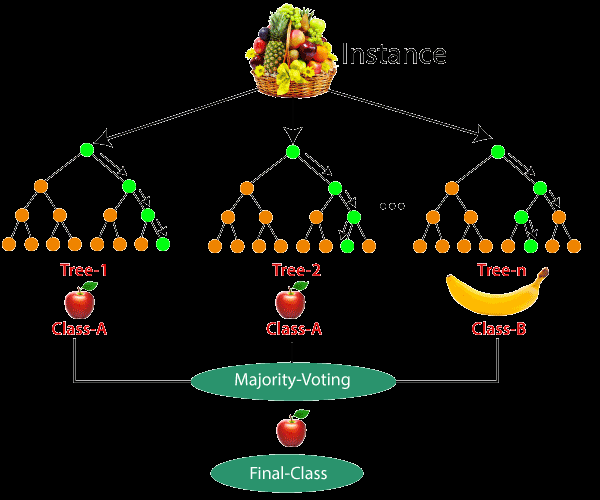 Instance
Tree-1
Tree-2
Tree-n
Class-A
Class-A
Class-B
Majority-Voting
Final-Class